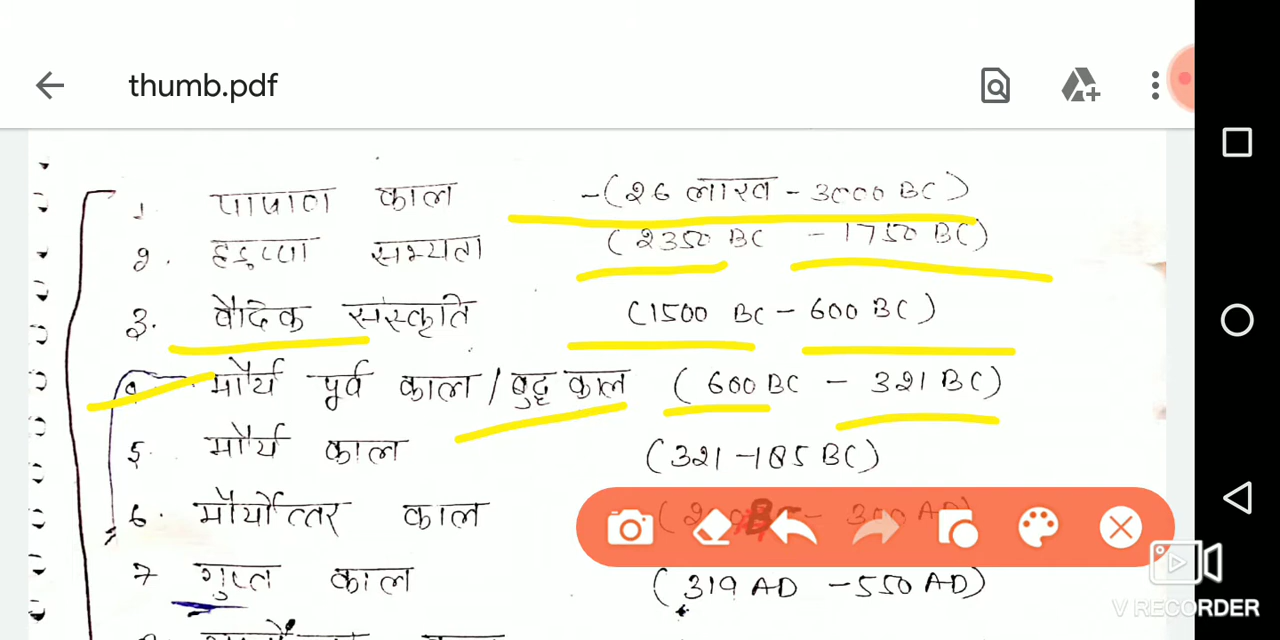 thumb.pdf
1. पाषाण काल -(26 लाख - 3000 BC)
2. हड़प्पा सभ्यता (2350 BC - 1750 BC)
3. वैदिक संस्कृति (1500 BC - 600 BC)
मौर्य पूर्व काल / बुद्ध काल (600 BC - 321 BC)
5. मौर्य काल (321 - 185 BC)
6. मौर्योत्तर काल
7 गुप्त काल (319 AD - 550 AD)
V RECORDER